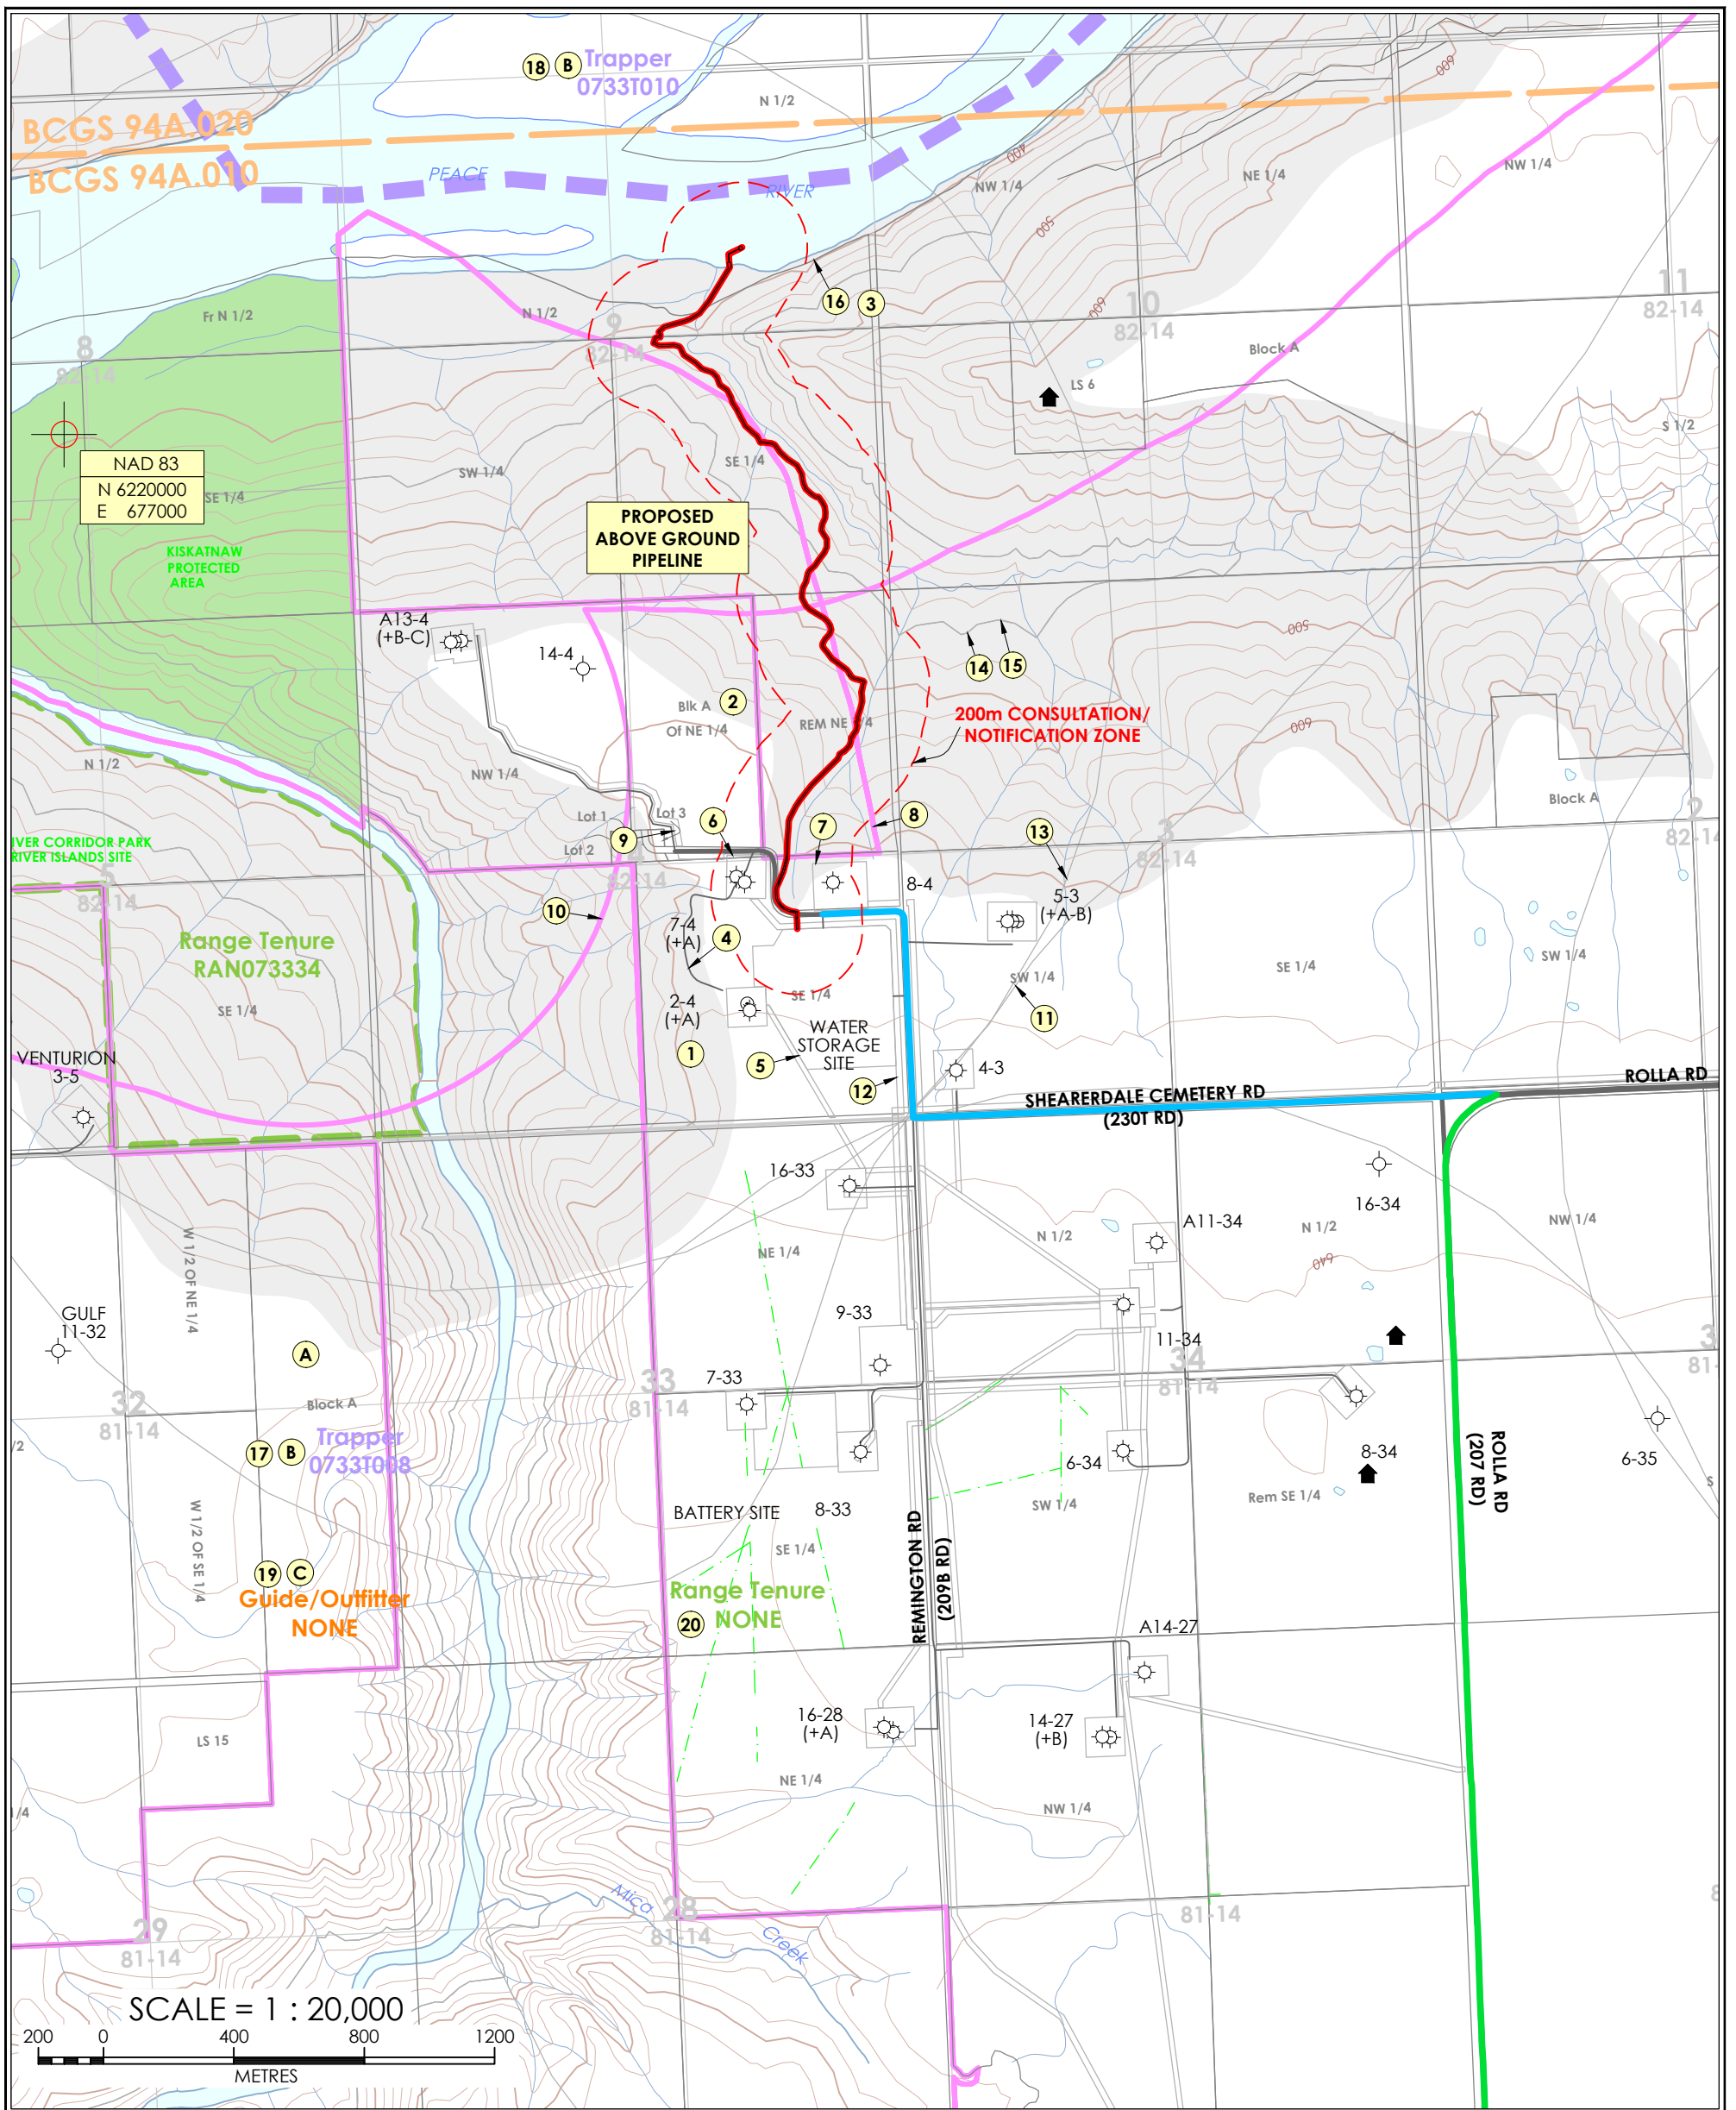 18
B
Trapper
0733T010
N 1/2
BCGS 94A.020
BCGS 94A.010
PEACE
RIVER
600
400
NW 1/4
NE 1/4
NW 1/4
500
16
3
10
82-14
11
82-14
600
Fr N 1/2
N 1/2
9
82-14
8
82-14
Block A
LS 6
NAD 83
N 6220000
E 677000
SE 1/4
SW 1/4
SE 1/4
S 1/2
PROPOSED
ABOVE GROUND
PIPELINE
KISKATNAW
PROTECTED
AREA
A13-4
(+B-C)
14-4
14
15
500
2
Blk A
Of NE 1/4
REM NE 1/4
200m CONSULTATION/
NOTIFICATION ZONE
600
N 1/2
NW 1/4
Block A
2
82-14
Lot 1
Lot 3
Lot 2
9
6
7
8
13
3
82-14
4
82-14
IVER CORRIDOR PARK
RIVER ISLANDS SITE
5
82-14
8-4
5-3
(+A-B)
10
7-4
(+A)
4
Range Tenure
RAN073334
SE 1/4
SW 1/4
SE 1/4
SW 1/4
2-4
(+A)
SE 1/4
11
WATER
STORAGE
SITE
1
5
12
4-3
VENTURION
3-5
SHEARERDALE CEMETERY RD
(230T RD)
ROLLA RD
16-33
16-34
A11-34
N 1/2
N 1/2
NW 1/4
NE 1/4
640
W 1/2 OF NE 1/4
GULF
11-32
9-33
11-34
A
7-33
34
81-14
3
81-1
33
81-14
32
81-14
Block A
17
B
Trapper
0733T008
/2
6-34
8-34
6-35
ROLLA RD
(207 RD)
W 1/2 OF SE 1/4
BATTERY SITE
8-33
SW 1/4
Rem SE 1/4
S
SE 1/4
REMINGTON RD
(209B RD)
19
C
Guide/Outfitter
NONE
Range Tenure
NONE
20
A14-27
16-28
(+A)
14-27
(+B)
LS 15
NE 1/4
NW 1/4
1/4
Mica
Creek
28
81-14
81-14
8
29
81-14
SCALE = 1 : 20,000
200
0
400
800
1200
METRES